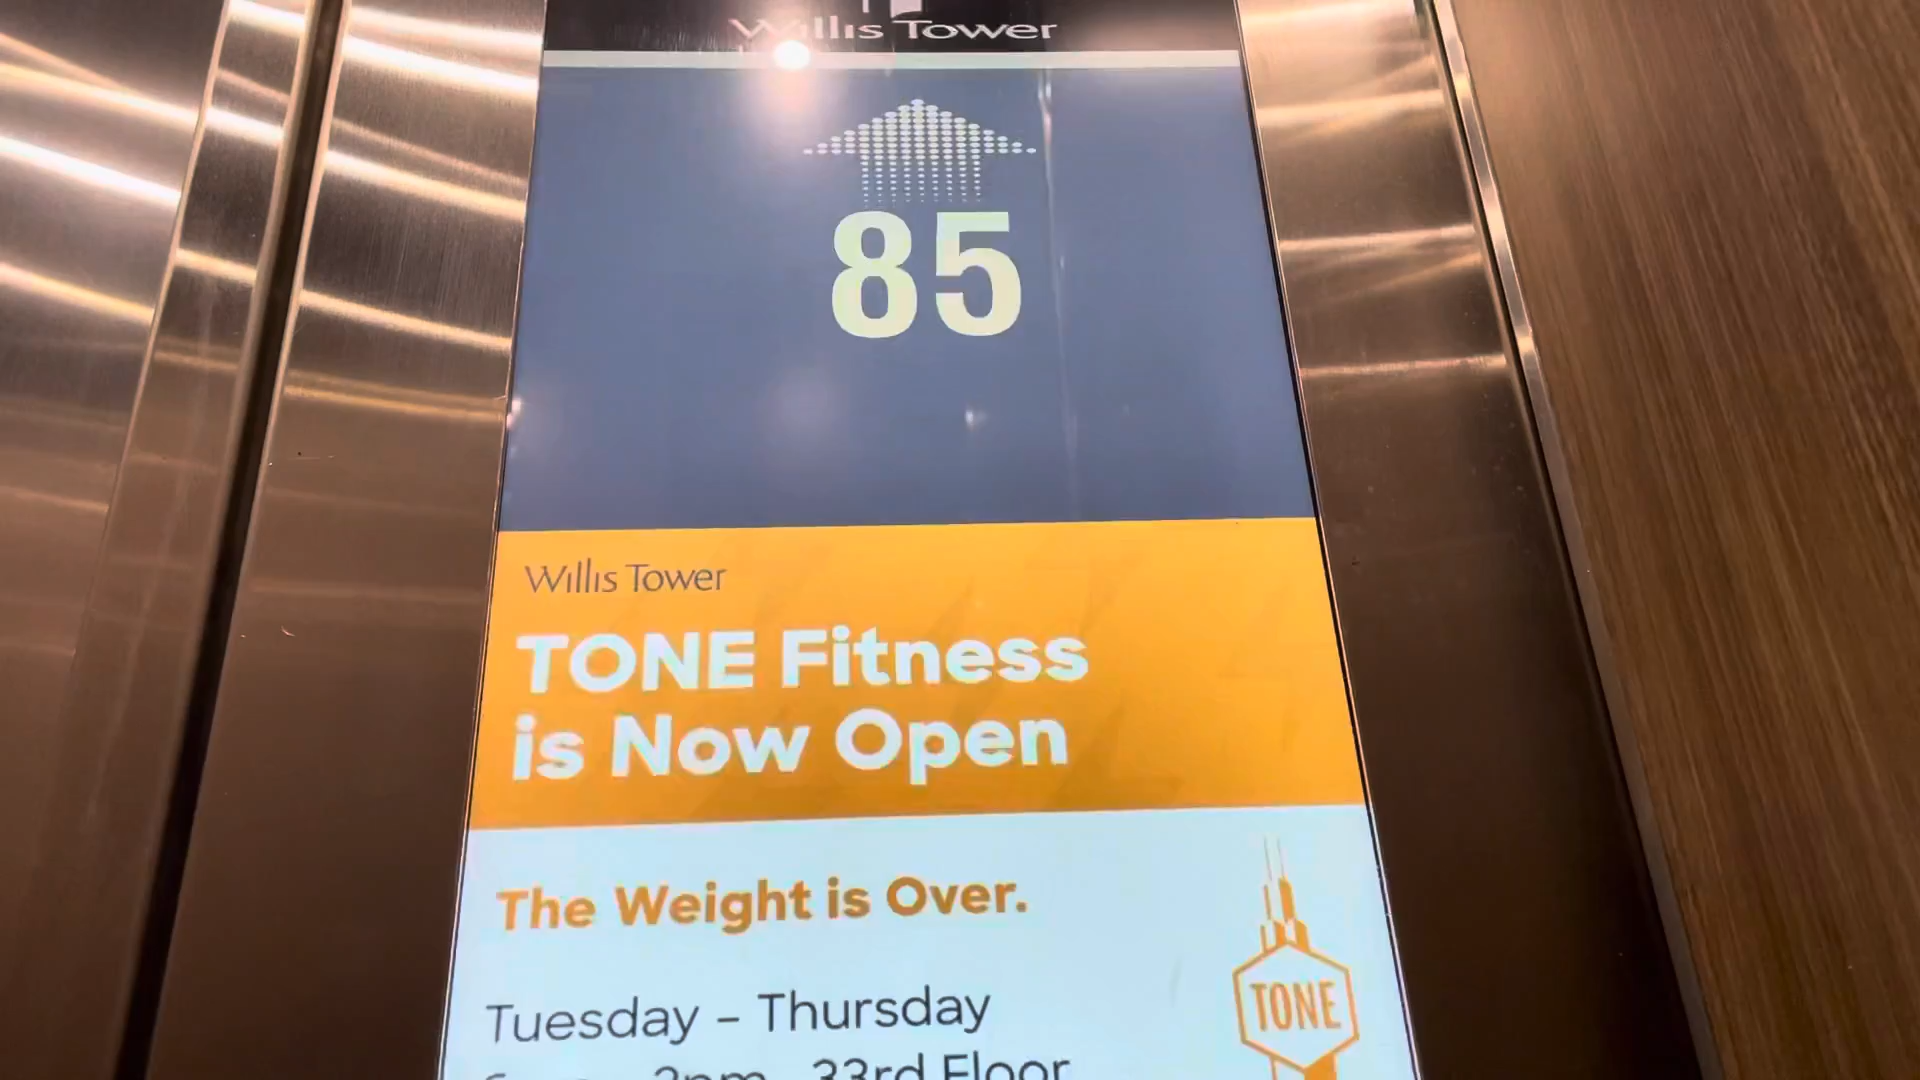 Willis Tower
85
Willis Tower
TONE Fitness
is Now Open
The Weight is Over.
Tuesday – Thursday
33rd Floor
TONE